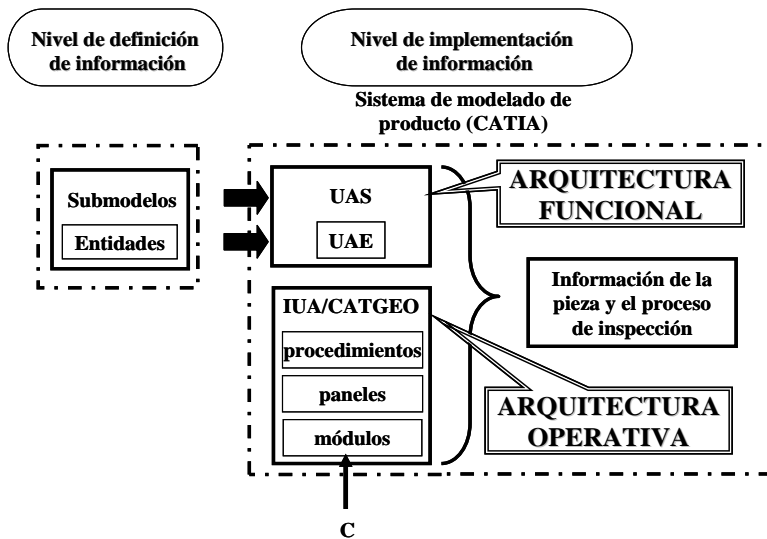 Nivel de definición
de información
Nivel de implementación
de información
Sistema de modelado de
producto (CATIA)
Submodelos
Entidades
UAS
UAE
ARQUITECTURA
FUNCIONAL
Información de la
pieza y el proceso
de inspección
IUA/CATGEO
procedimientos
paneles
módulos
ARQUITECTURA
OPERATIVA
C